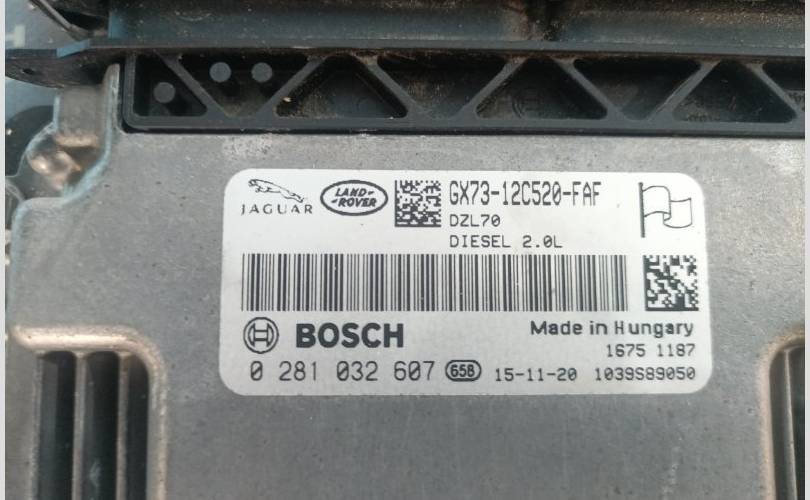 JAGUAR
LAND-
-ROVER
GX73-12C520-FAF
DZL70
DIESEL 2.0L
BOSCH
Made in Hungary
1675 1187
0 281 032 607 658 15-11-20 1039S89050